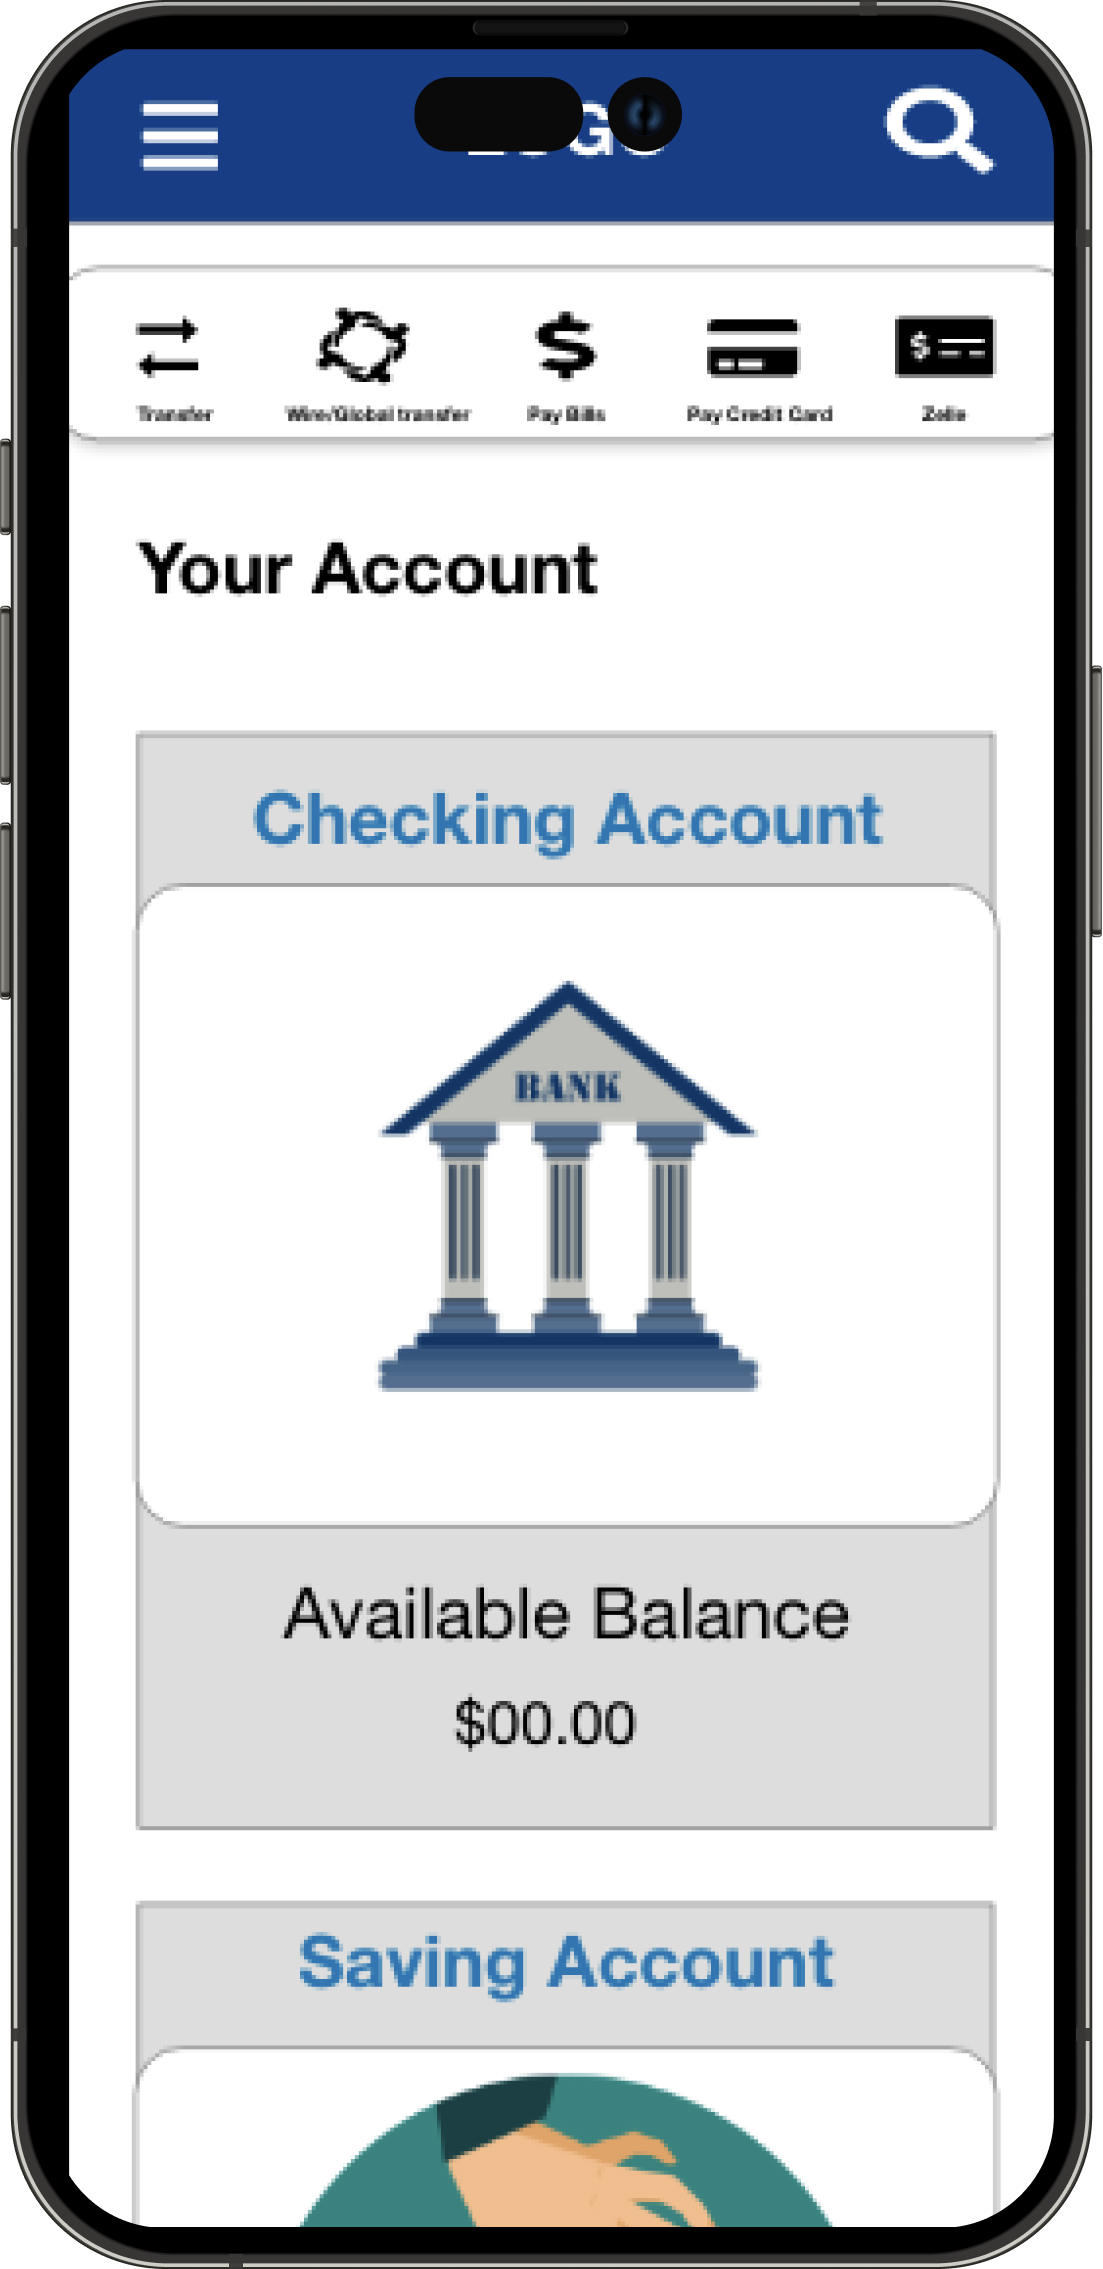 Transfer Wire/Global transfer Pay Bills Pay Credit Card Zelle
Your Account
Checking Account
BANK
Available Balance
$00.00
Saving Account